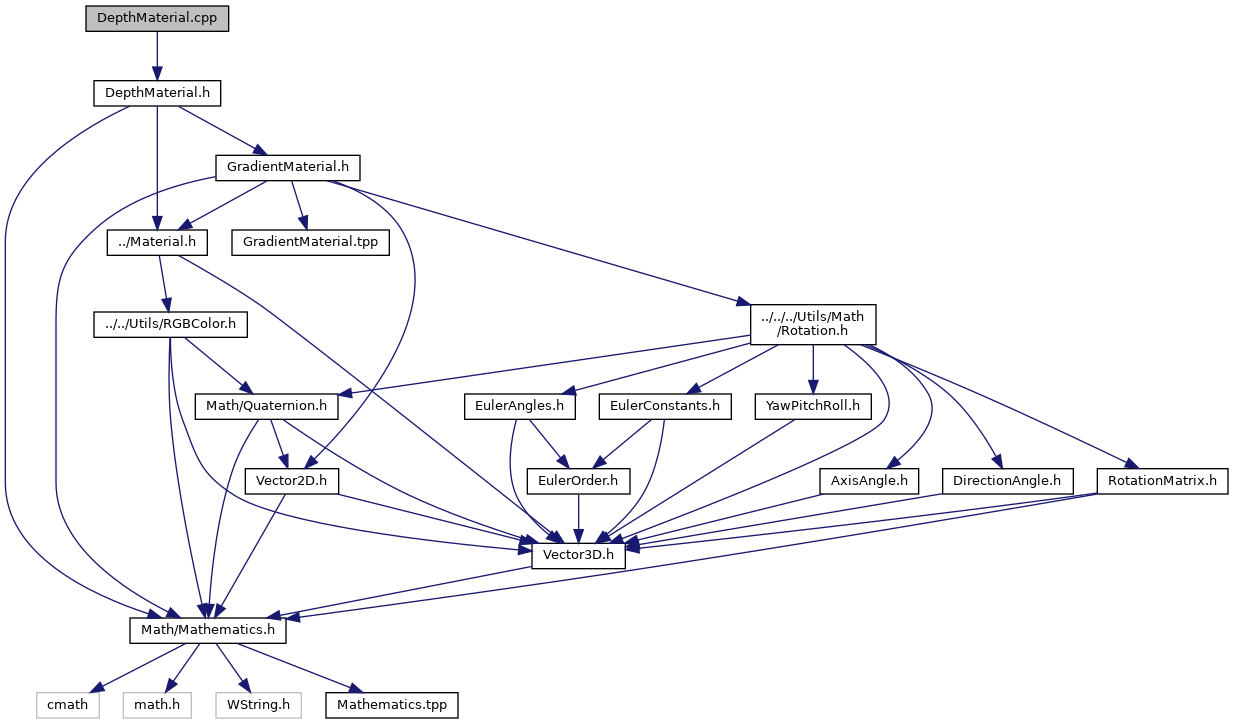 DepthMaterial.cpp
DepthMaterial.h
GradientMaterial.h
../Material.h
GradientMaterial.tpp
../../Utils/RGBColor.h
../../../Utils/Math
/Rotation.h
Math/Quaternion.h
EulerAngles.h
EulerConstants.h
YawPitchRoll.h
Vector2D.h
EulerOrder.h
AxisAngle.h
DirectionAngle.h
RotationMatrix.h
Vector3D.h
Math/Mathematics.h
cmath
math.h
WString.h
Mathematics.tpp